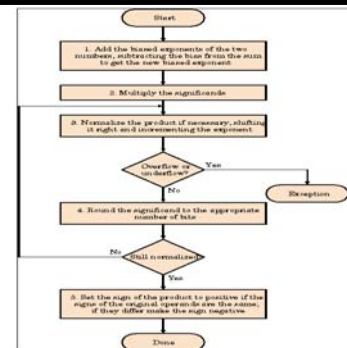 Start
1. Add the biased exponents of the two
numbers, subtracting the bias from the sum
to get the new biased exponent
2. Multiply the significands
3. Normalize the product if necessary, shifting
it right and incrementing the exponent
Overflow or
underflow?
Yes
No
Exception
4. Round the significand to the appropriate
number of bits
No
Still normalized?
Yes
5. Set the sign of the product to positive if the
signs of the original operands are the same;
if they differ make the sign negative
Done